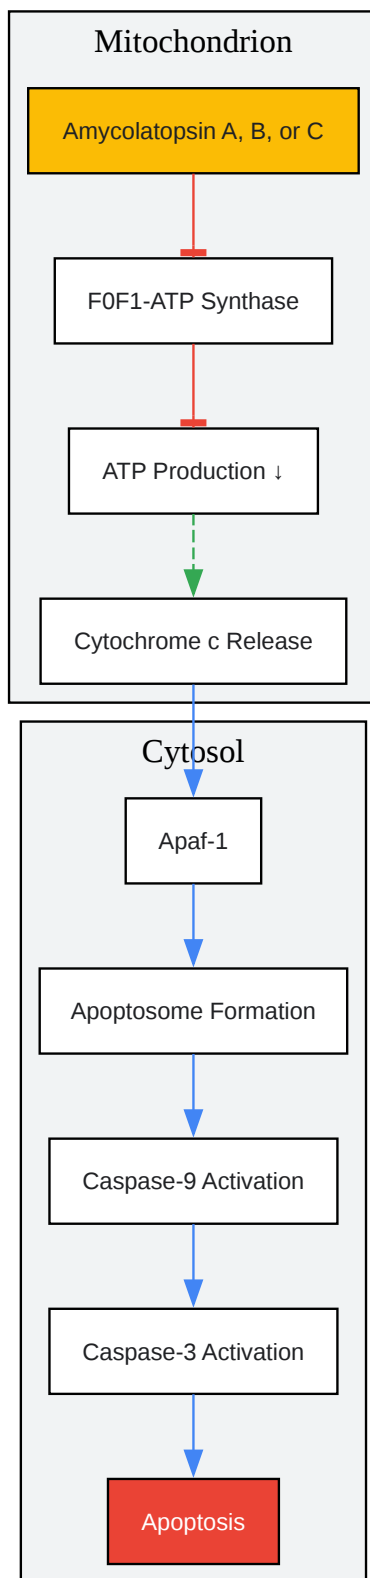 Mitochondrion
Amycolatopsin A, B, or C
F0F1-ATP Synthase
ATP Production ↓
Cytochrome c Release
Cytosol
Apaf-1
Apoptosome Formation
Caspase-9 Activation
Caspase-3 Activation
Apoptosis